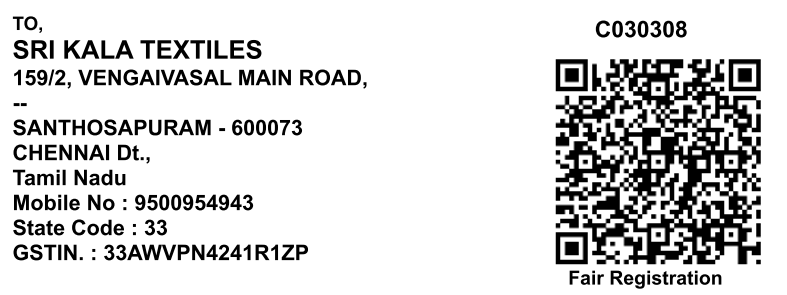 TO,
SRI KALA TEXTILES
159/2, VENGAIVASAL MAIN ROAD,
--
SANTHOSAPURAM - 600073
CHENNAI Dt.,
Tamil Nadu
Mobile No : 9500954943
State Code : 33
GSTIN. : 33AWVPN4241R1ZP
C030308
Fair Registration